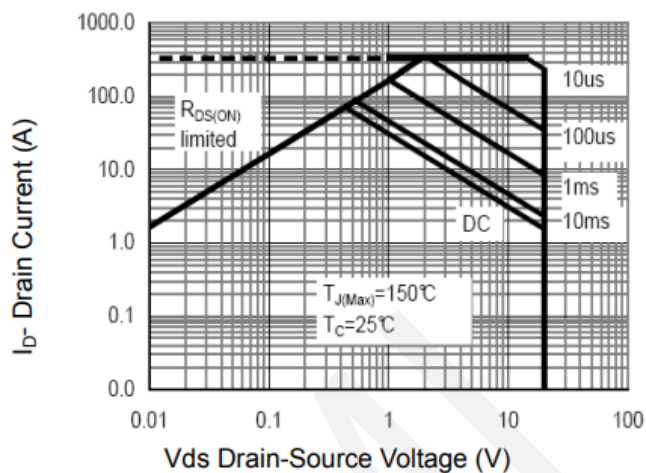 1000.0
100.0
10.0
1.0
0.1
0.0
I_D- Drain Current (A)
R_DS(ON)
limited
10us
100us
1ms
10ms
DC
T_J(Max)=150℃
T_C=25℃
0.01 0.1 1 10 100
Vds Drain-Source Voltage (V)